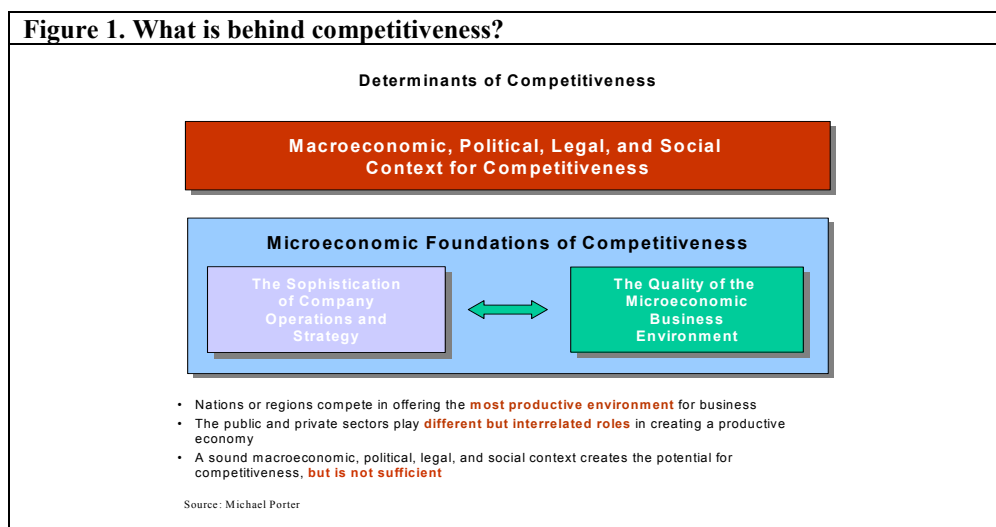 Figure 1. What is behind competitiveness?
Determinants of Competitiveness
Macroeconomic, Political, Legal, and Social
Context for Competitiveness
Microeconomic Foundations of Competitiveness
The Sophistication
of Company
Operations and
Strategy
The Quality of the
Microeconomic
Business
Environment
• Nations or regions compete in offering the most productive environment for business
• The public and private sectors play different but interrelated roles in creating a productive
economy
• A sound macroeconomic, political, legal, and social context creates the potential for
competitiveness, but is not sufficient
Source: Michael Porter